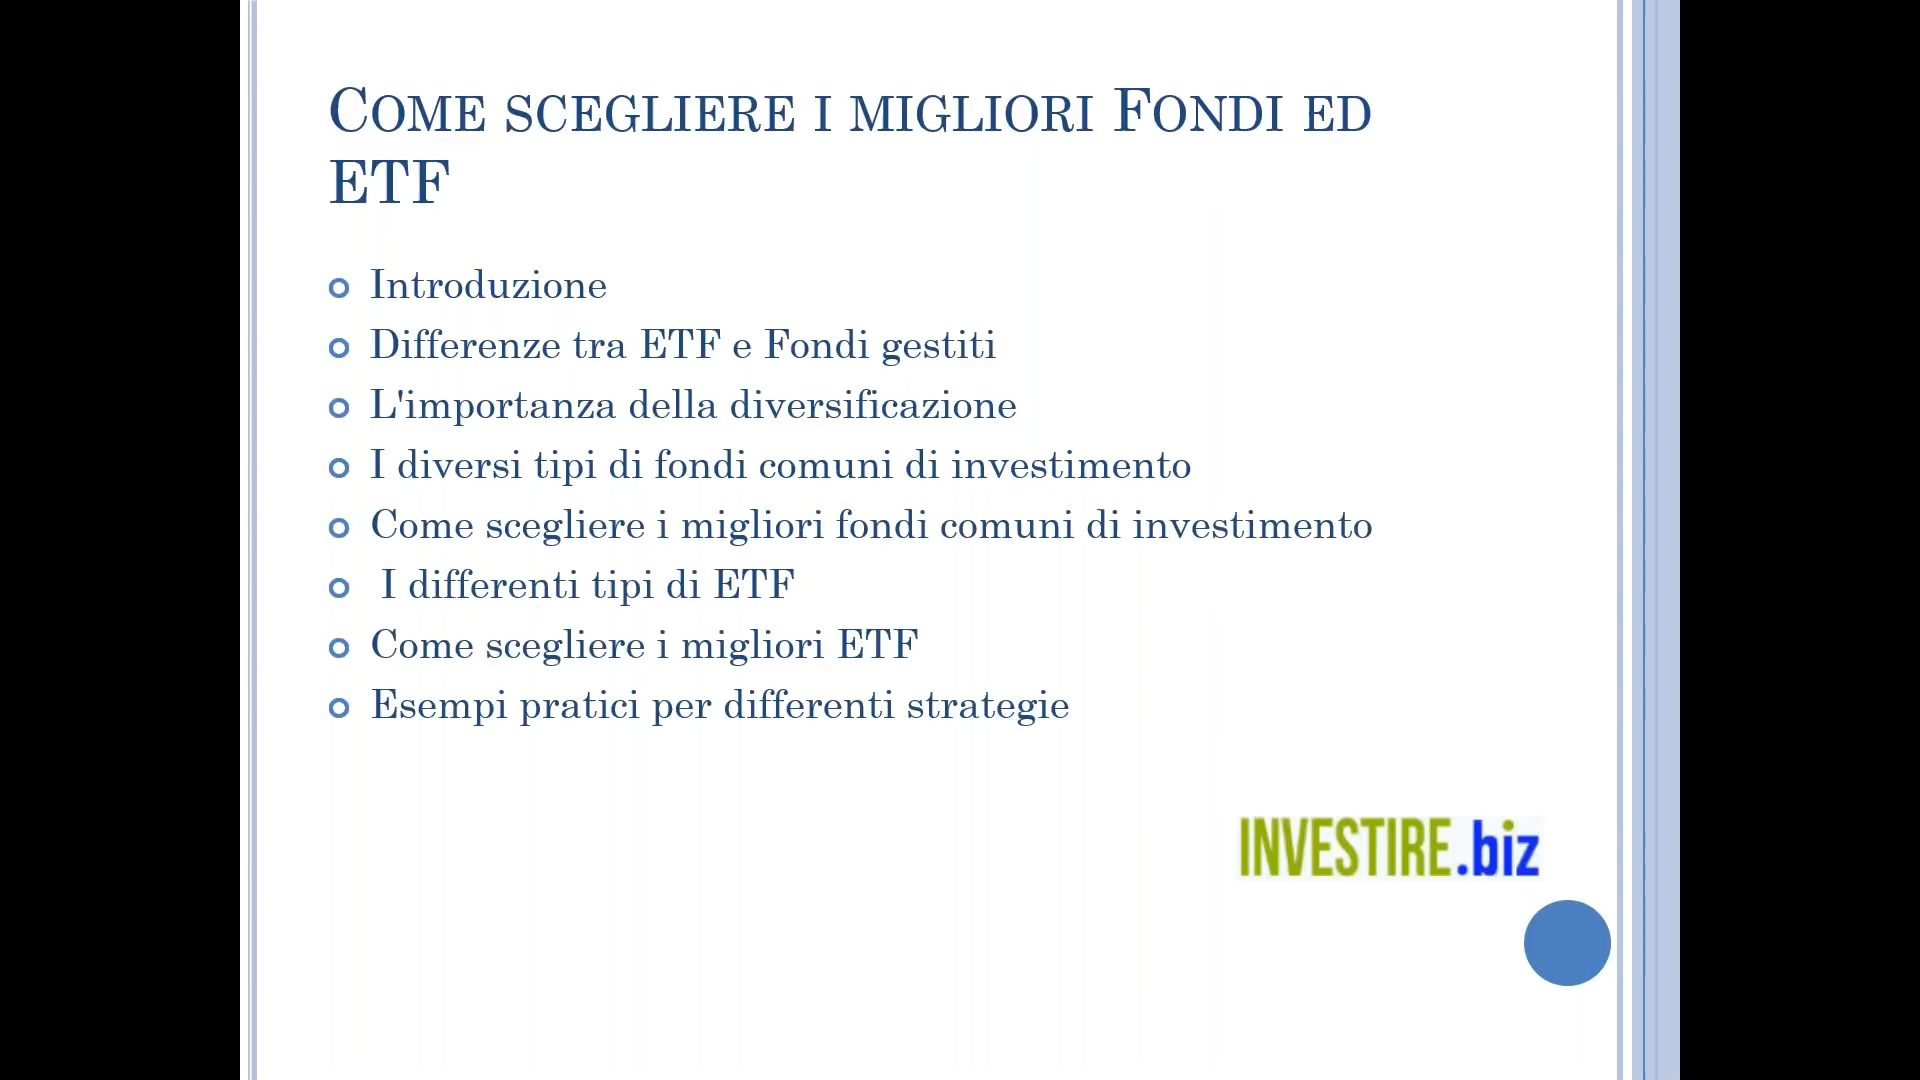 Come scegliere i migliori Fondi ed
ETF
Introduzione
Differenze tra ETF e Fondi gestiti
L'importanza della diversificazione
I diversi tipi di fondi comuni di investimento
Come scegliere i migliori fondi comuni di investimento
I differenti tipi di ETF
Come scegliere i migliori ETF
Esempi pratici per differenti strategie
INVESTIRE.biz